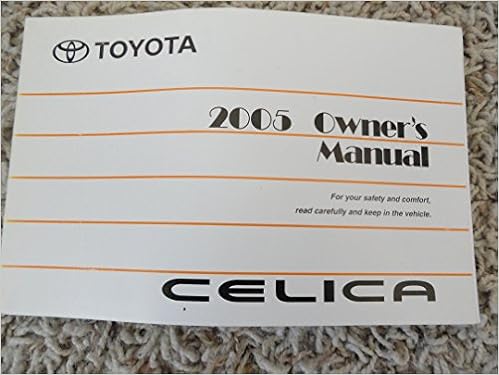 TOYOTA
2005 Owner's
Manual
For your safety and comfort,
read carefully and keep in the vehicle.
CELICA